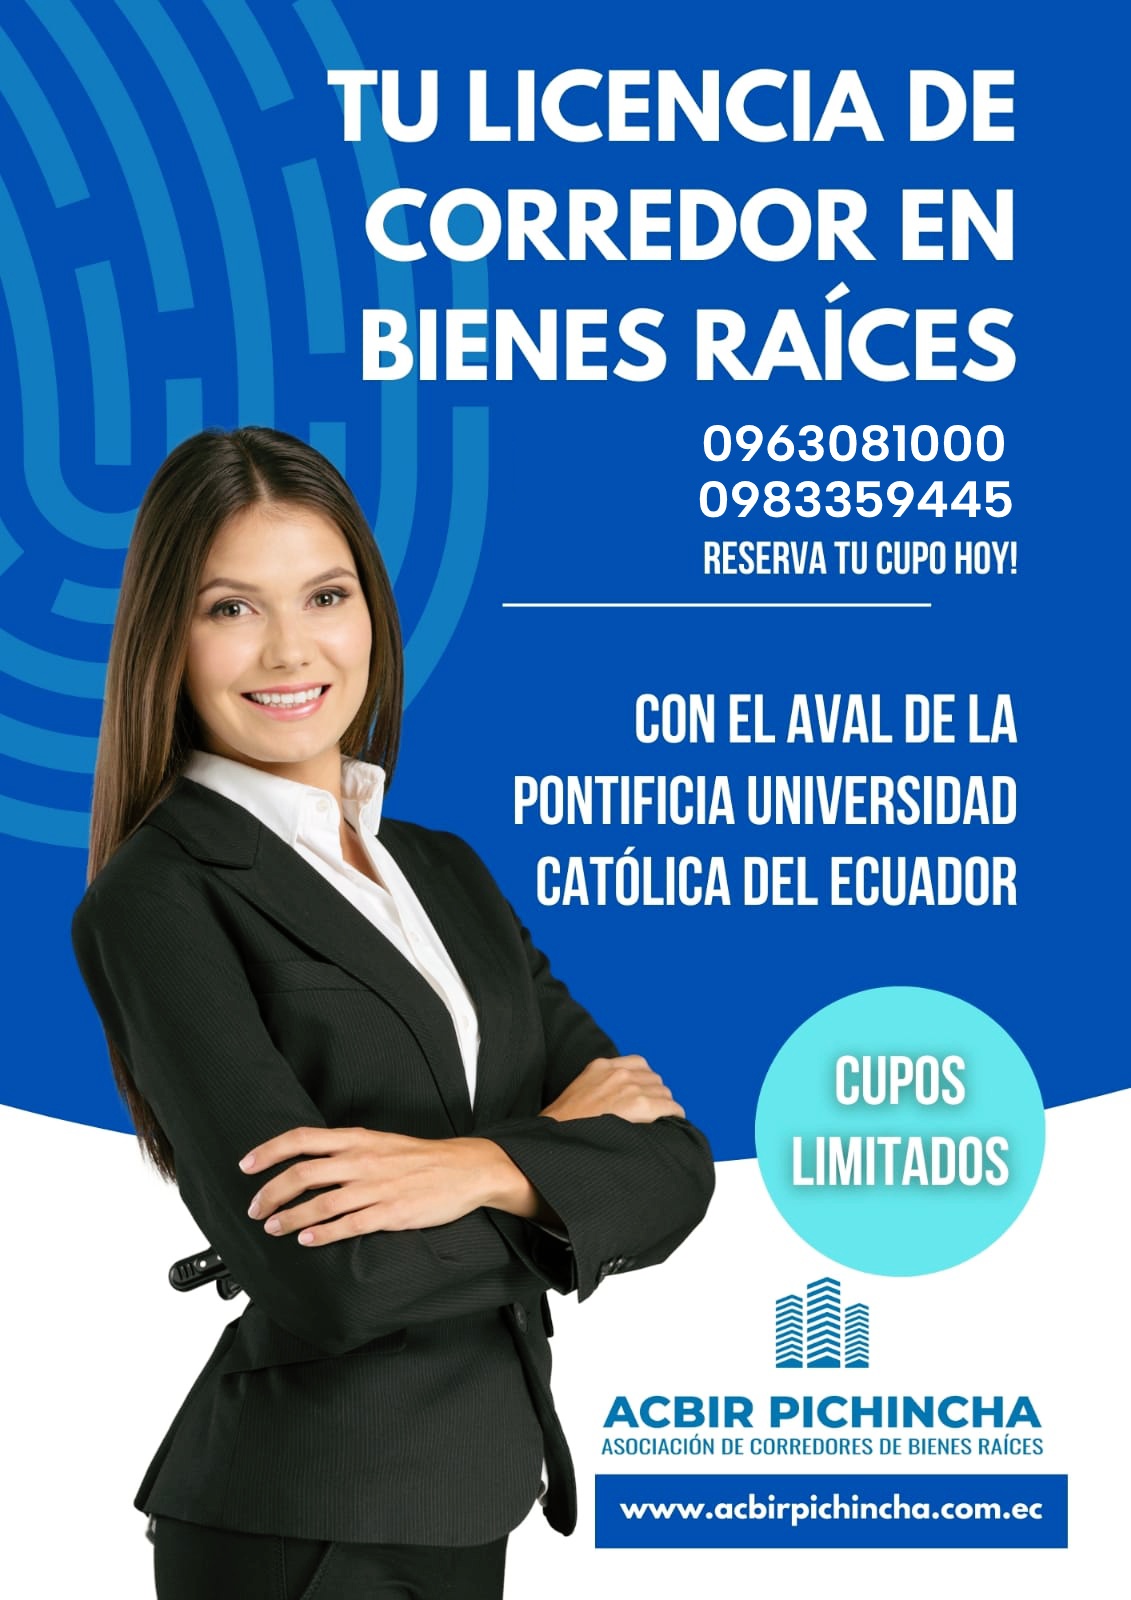 TU LICENCIA DE
CORREDOR EN
BIENES RAÍCES
0963081000
0983359445
RESERVA TU CUPO HOY!
CON EL AVAL DE LA
PONTIFICIA UNIVERSIDAD
CATÓLICA DEL ECUADOR
CUPOS
LIMITADOS
ACBIR PICHINCHA
ASOCIACIÓN DE CORREDORES DE BIENES RAÍCES
www.acbirpichincha.com.ec